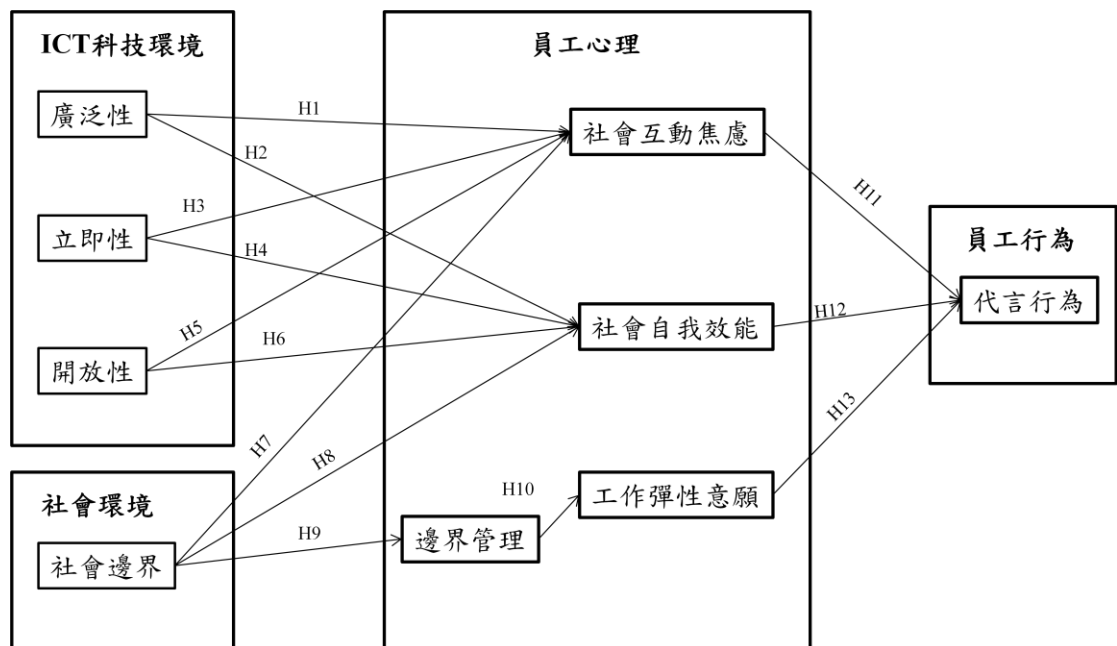 ICT科技環境
廣泛性
立即性
開放性
社會環境
社會邊界
H1
H2
H3
H4
H5
H6
H7
H8
H9
員工心理
社會互動焦慮
社會自我效能
邊界管理
H10
工作彈性意願
H11
H12
H13
員工行為
代言行為